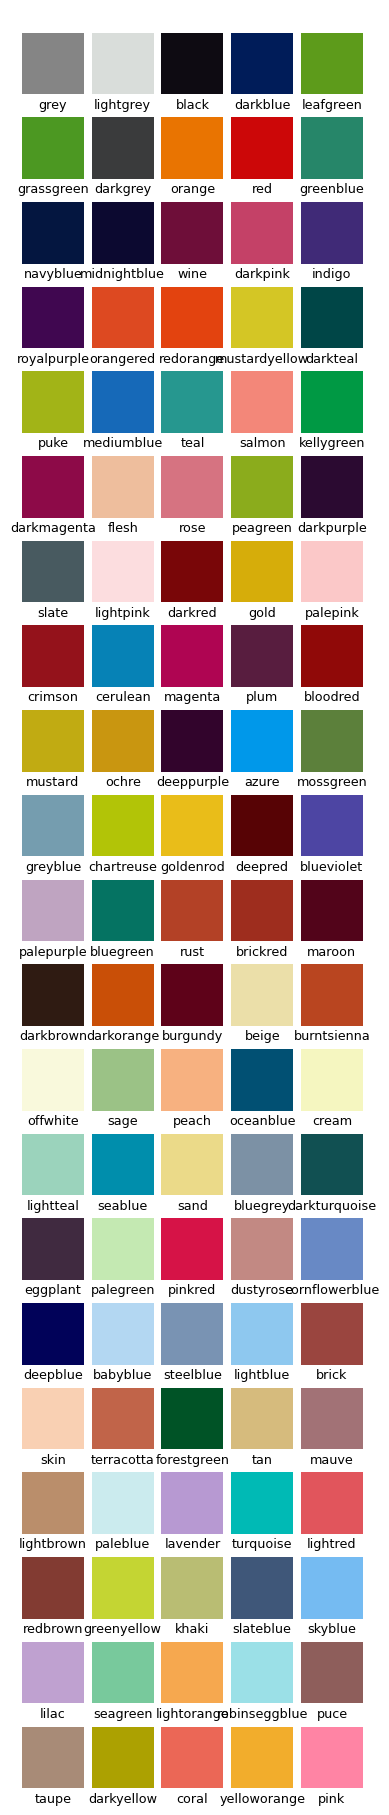 grey lightgrey black darkblue leafgreen
grassgreen darkgrey orange red greenblue
navyblue midnightblue wine darkpink indigo
royalpurple orangered redorange mustardyellow darkteal
puke mediumblue teal salmon kellygreen
darkmagenta flesh rose peagreen darkpurple
slate lightpink darkred gold palepink
crimson cerulean magenta plum bloodred
mustard ochre deeppurple azure mossgreen
greyblue chartreuse goldenrod deepred blueviolet
palepurple bluegreen rust brickred maroon
darkbrown darkorange burgundy beige burntsienna
offwhite sage peach oceanblue cream
lightteal seablue sand bluegrey darkturquoise
eggplant palegreen pinkred dustyrose cornflowerblue
deepblue babyblue steelblue lightblue brick
skin terracotta forestgreen tan mauve
lightbrown paleblue lavender turquoise lightred
redbrown greenyellow khaki slateblue skyblue
lilac seagreen lightorange robinseggblue puce
taupe darkyellow coral yelloworange pink